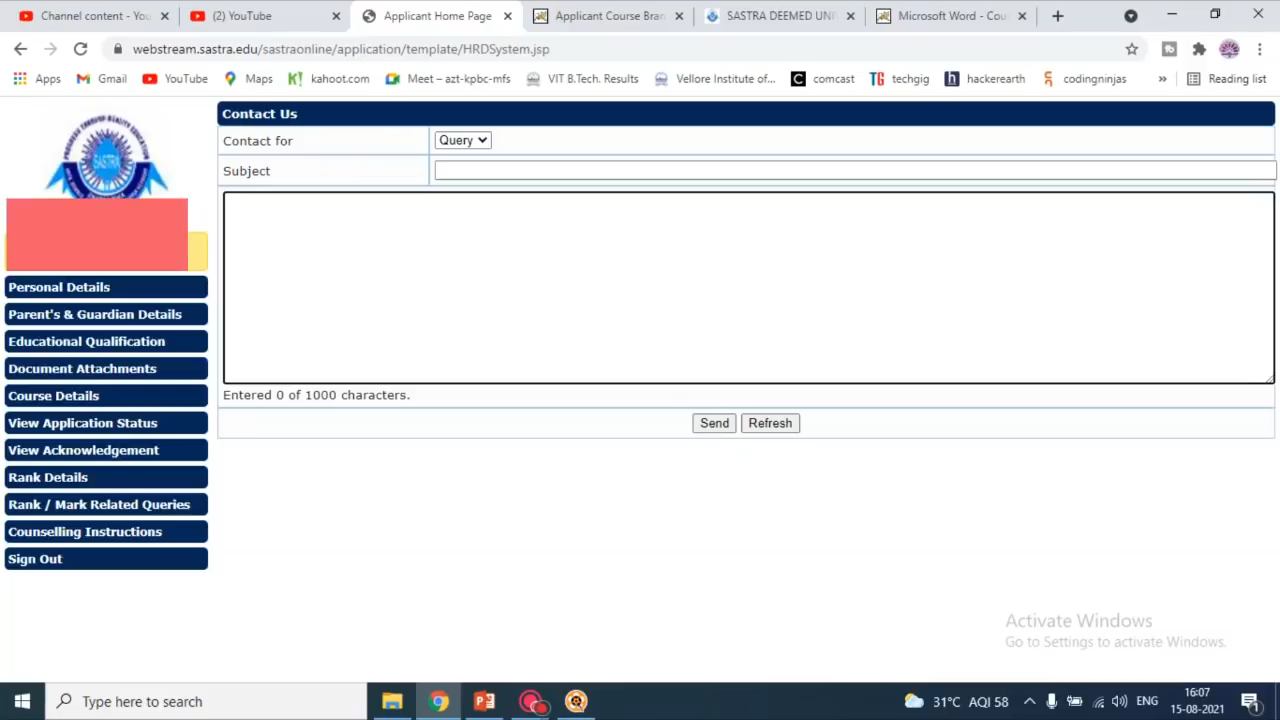 Channel content - You
(2) YouTube
Applicant Home Page
Applicant Course Bran
SASTRA DEEMED UNI
Microsoft Word - Cou
webstream.sastra.edu/sastraonline/application/template/HRDSystem.jsp
Apps
Gmail
YouTube
Maps
kahoot.com
Meet – azt-kpbc-mfs
VIT B.Tech. Results
Vellore Institute of...
comcast
techgig
hackerearth
codingninjas
»
Reading list
SASTRA
Contact Us
Contact for
Query
Subject
Entered 0 of 1000 characters.
Send
Refresh
Personal Details
Parent's & Guardian Details
Educational Qualification
Document Attachments
Course Details
View Application Status
View Acknowledgement
Rank Details
Rank / Mark Related Queries
Counselling Instructions
Sign Out
Activate Windows
Go to Settings to activate Windows.
Type here to search
31°C AQI 58
ENG
16:07
15-08-2021